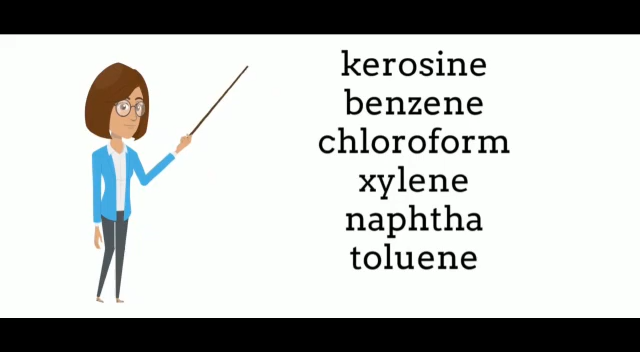 kerosine
benzene
chloroform
xylene
naphtha
toluene